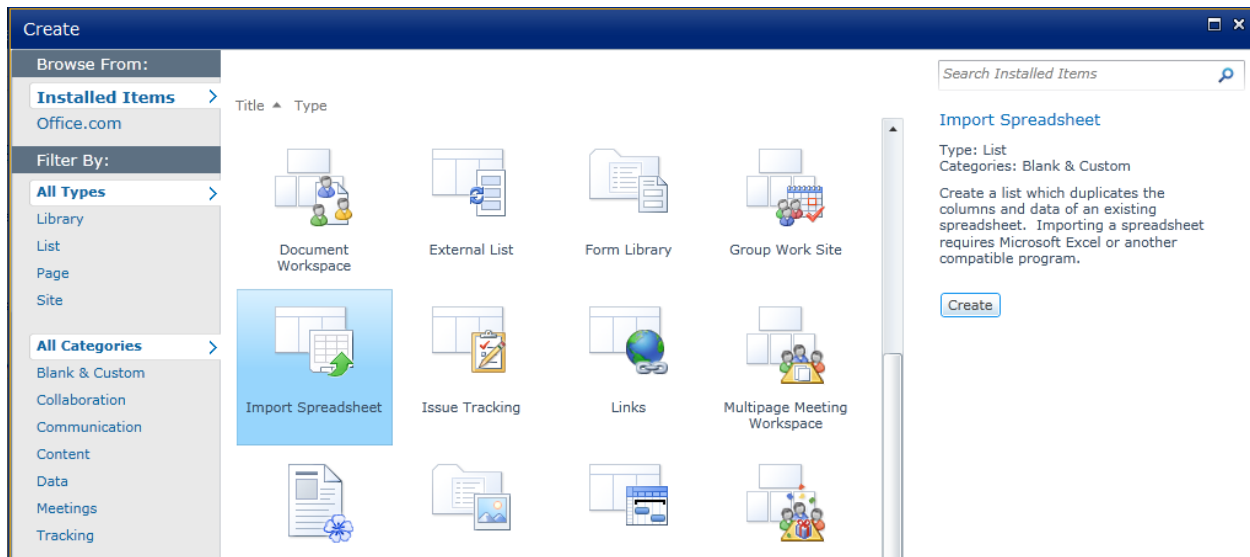 Create
Browse From:
Installed Items
Office.com
Filter By:
All Types
Library
List
Page
Site
All Categories
Blank & Custom
Collaboration
Communication
Content
Data
Meetings
Tracking
Title Type
Document
Workspace
External List
Form Library
Group Work Site
Import Spreadsheet
Issue Tracking
Links
Multipage Meeting
Workspace
Search Installed Items
Import Spreadsheet
Type: List
Categories: Blank & Custom
Create a list which duplicates the
columns and data of an existing
spreadsheet. Importing a spreadsheet
requires Microsoft Excel or another
compatible program.
Create